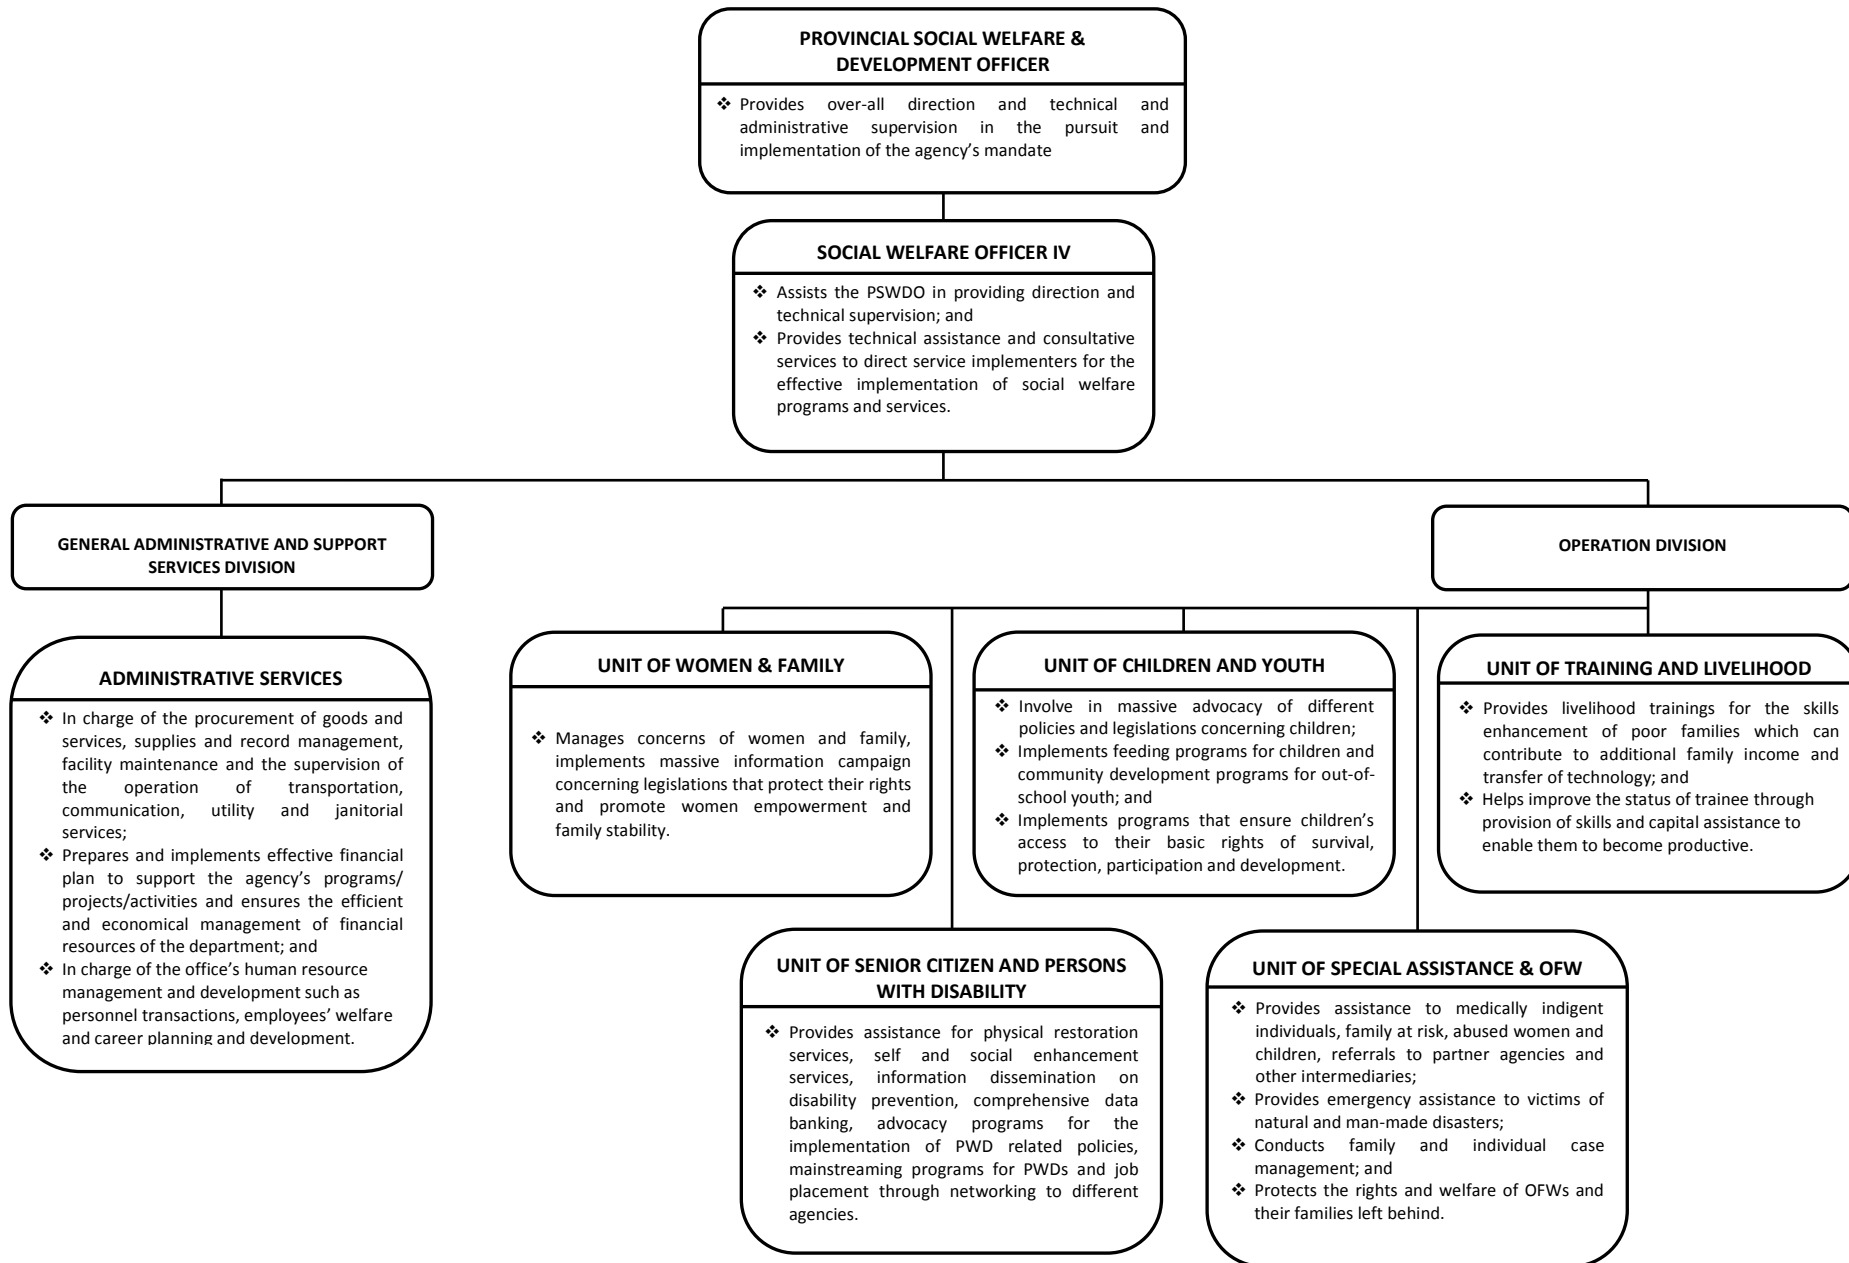 PROVINCIAL SOCIAL WELFARE &
DEVELOPMENT OFFICER
❖ Provides over-all direction and technical and
administrative supervision in the pursuit and
implementation of the agency’s mandate
SOCIAL WELFARE OFFICER IV
❖ Assists the PSWDO in providing direction and
technical supervision; and
❖ Provides technical assistance and consultative
services to direct service implementers for the
effective implementation of social welfare
programs and services.
GENERAL ADMINISTRATIVE AND SUPPORT
SERVICES DIVISION
OPERATION DIVISION
ADMINISTRATIVE SERVICES
❖ In charge of the procurement of goods and
services, supplies and record management,
facility maintenance and the supervision of
the operation of transportation,
communication, utility and janitorial
services;
❖ Prepares and implements effective financial
plan to support the agency’s programs/
projects/activities and ensures the efficient
and economical management of financial
resources of the department; and
❖ In charge of the office’s human resource
management and development such as
personnel transactions, employees’ welfare
and career planning and development.
UNIT OF WOMEN & FAMILY
❖ Manages concerns of women and family,
implements massive information campaign
concerning legislations that protect their rights
and promote women empowerment and
family stability.
UNIT OF CHILDREN AND YOUTH
❖ Involve in massive advocacy of different
policies and legislations concerning children;
❖ Implements feeding programs for children and
community development programs for out-of-
school youth; and
❖ Implements programs that ensure children’s
access to their basic rights of survival,
protection, participation and development.
UNIT OF TRAINING AND LIVELIHOOD
❖ Provides livelihood trainings for the skills
enhancement of poor families which can
contribute to additional family income and
transfer of technology; and
❖ Helps improve the status of trainee through
provision of skills and capital assistance to
enable them to become productive.
UNIT OF SENIOR CITIZEN AND PERSONS
WITH DISABILITY
❖ Provides assistance for physical restoration
services, self and social enhancement
services, information dissemination on
disability prevention, comprehensive data
banking, advocacy programs for the
implementation of PWD related policies,
mainstreaming programs for PWDs and job
placement through networking to different
agencies.
UNIT OF SPECIAL ASSISTANCE & OFW
❖ Provides assistance to medically indigent
individuals, family at risk, abused women and
children, referrals to partner agencies and
other intermediaries;
❖ Provides emergency assistance to victims of
natural and man-made disasters;
❖ Conducts family and individual case
management; and
❖ Protects the rights and welfare of OFWs and
their families left behind.